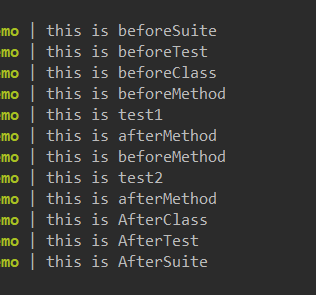 mo | this is beforeSuite
mo | this is beforeTest
mo | this is beforeClass
mo | this is beforeMethod
mo | this is test1
mo | this is afterMethod
mo | this is beforeMethod
mo | this is test2
mo | this is afterMethod
mo | this is AfterClass
mo | this is AfterTest
mo | this is AfterSuite